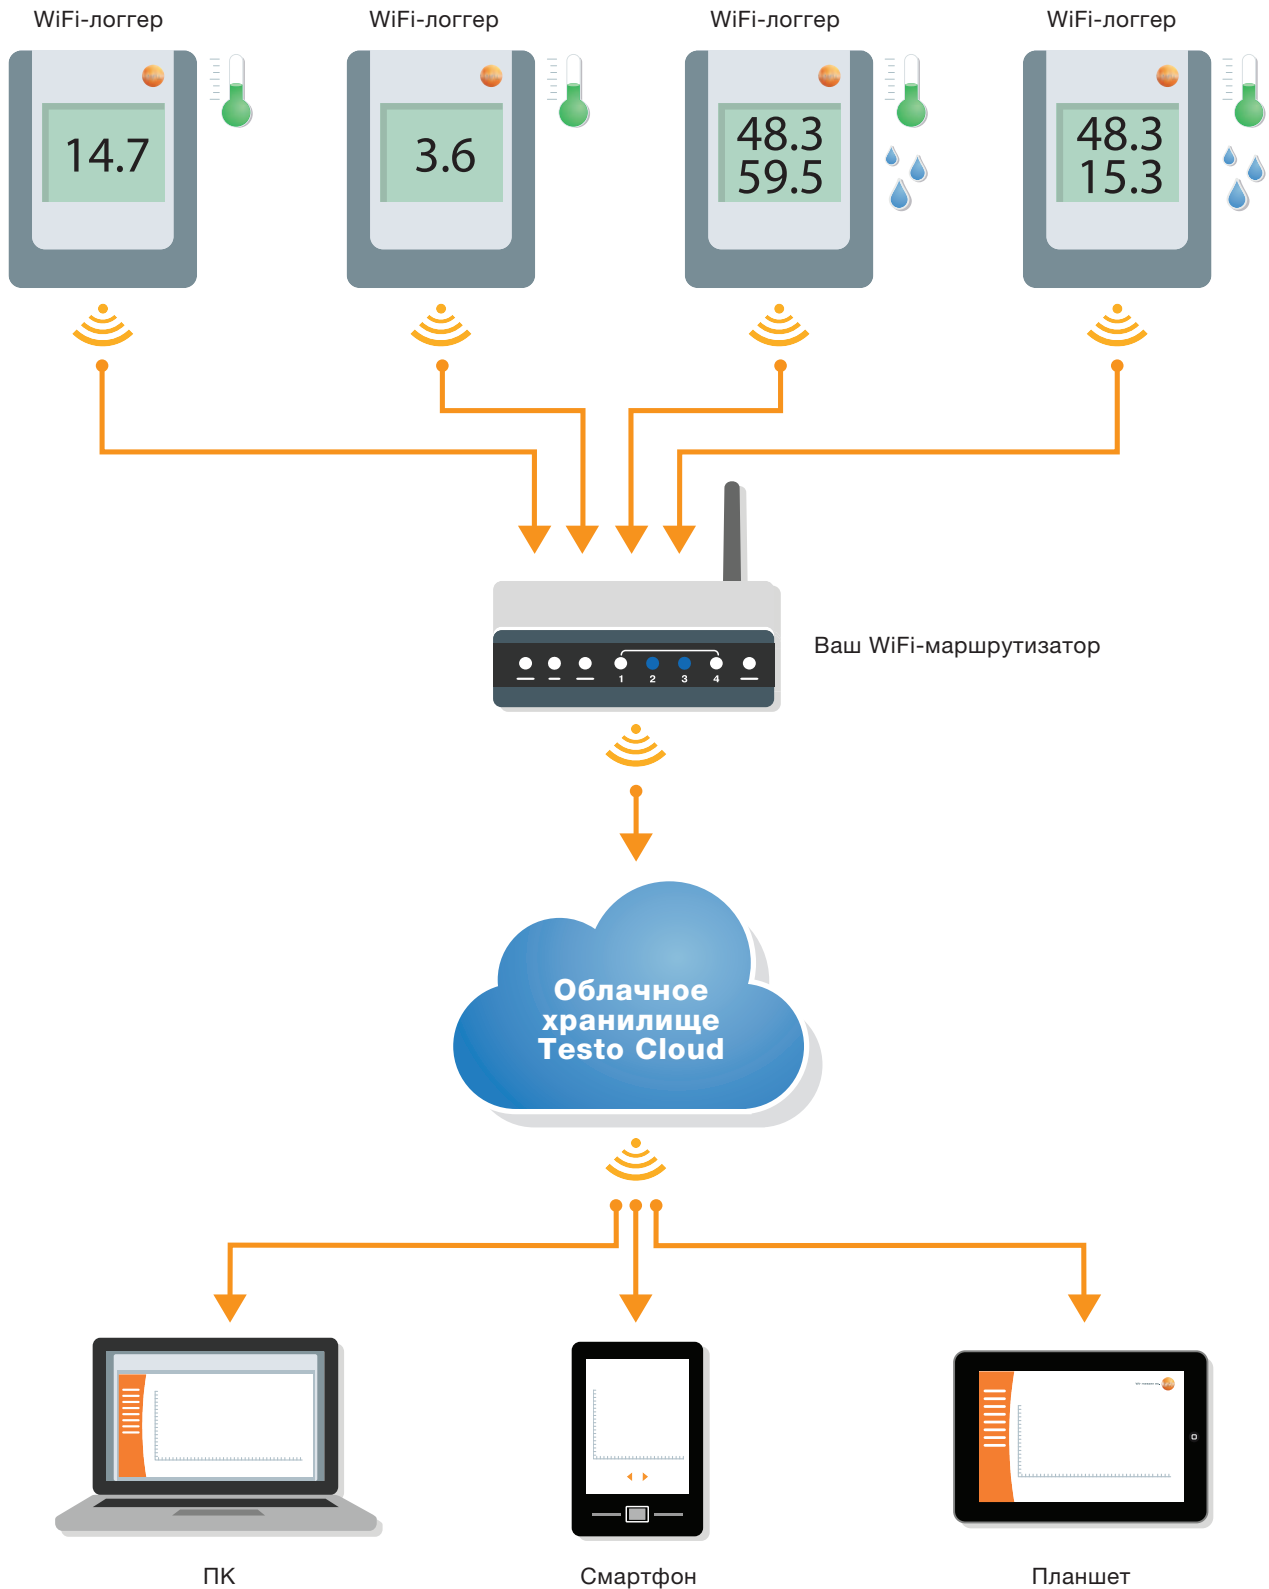 WiFi-логгер
WiFi-логгер
WiFi-логгер
WiFi-логгер
14.7
3.6
48.3
59.5
48.3
15.3
Ваш WiFi-маршрутизатор
1 2 3 4
Облачное
хранилище
Testo Cloud
ПК
Смартфон
Планшет